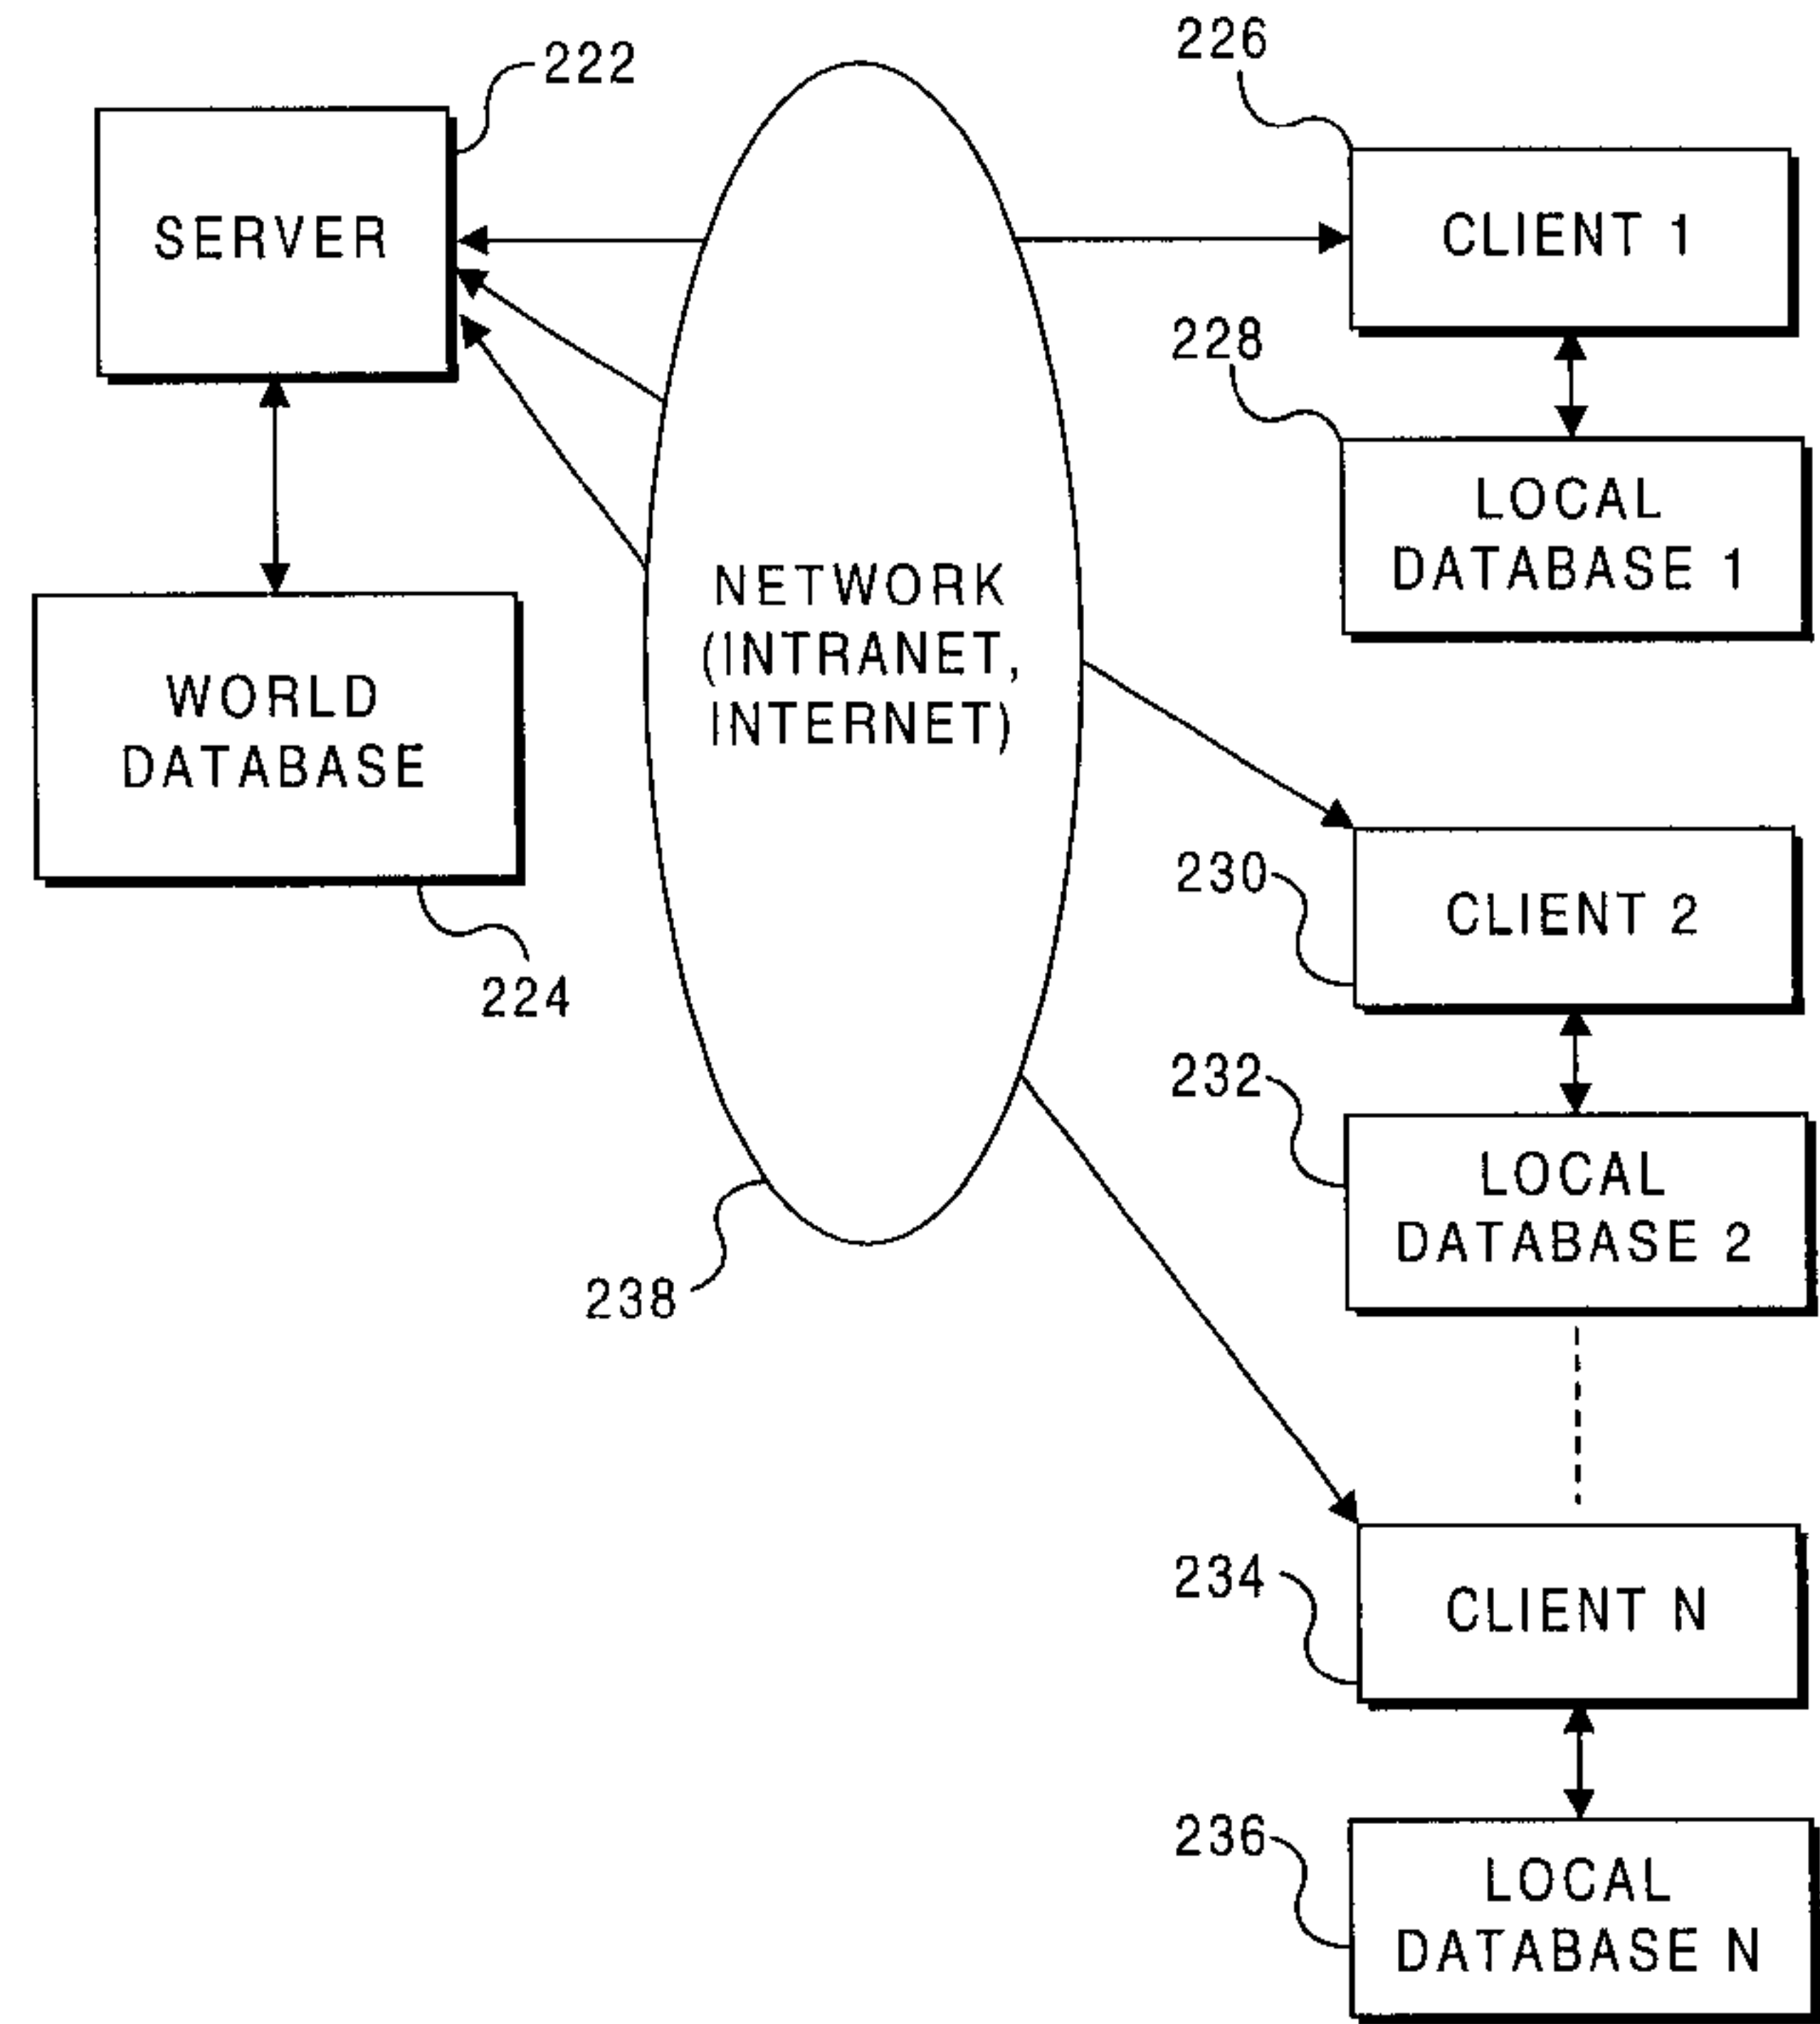 222
SERVER
WORLD
DATABASE
224
NETWORK
(INTRANET,
INTERNET)
238
226
CLIENT 1
228
LOCAL
DATABASE 1
230
CLIENT 2
232
LOCAL
DATABASE 2
234
CLIENT N
236
LOCAL
DATABASE N